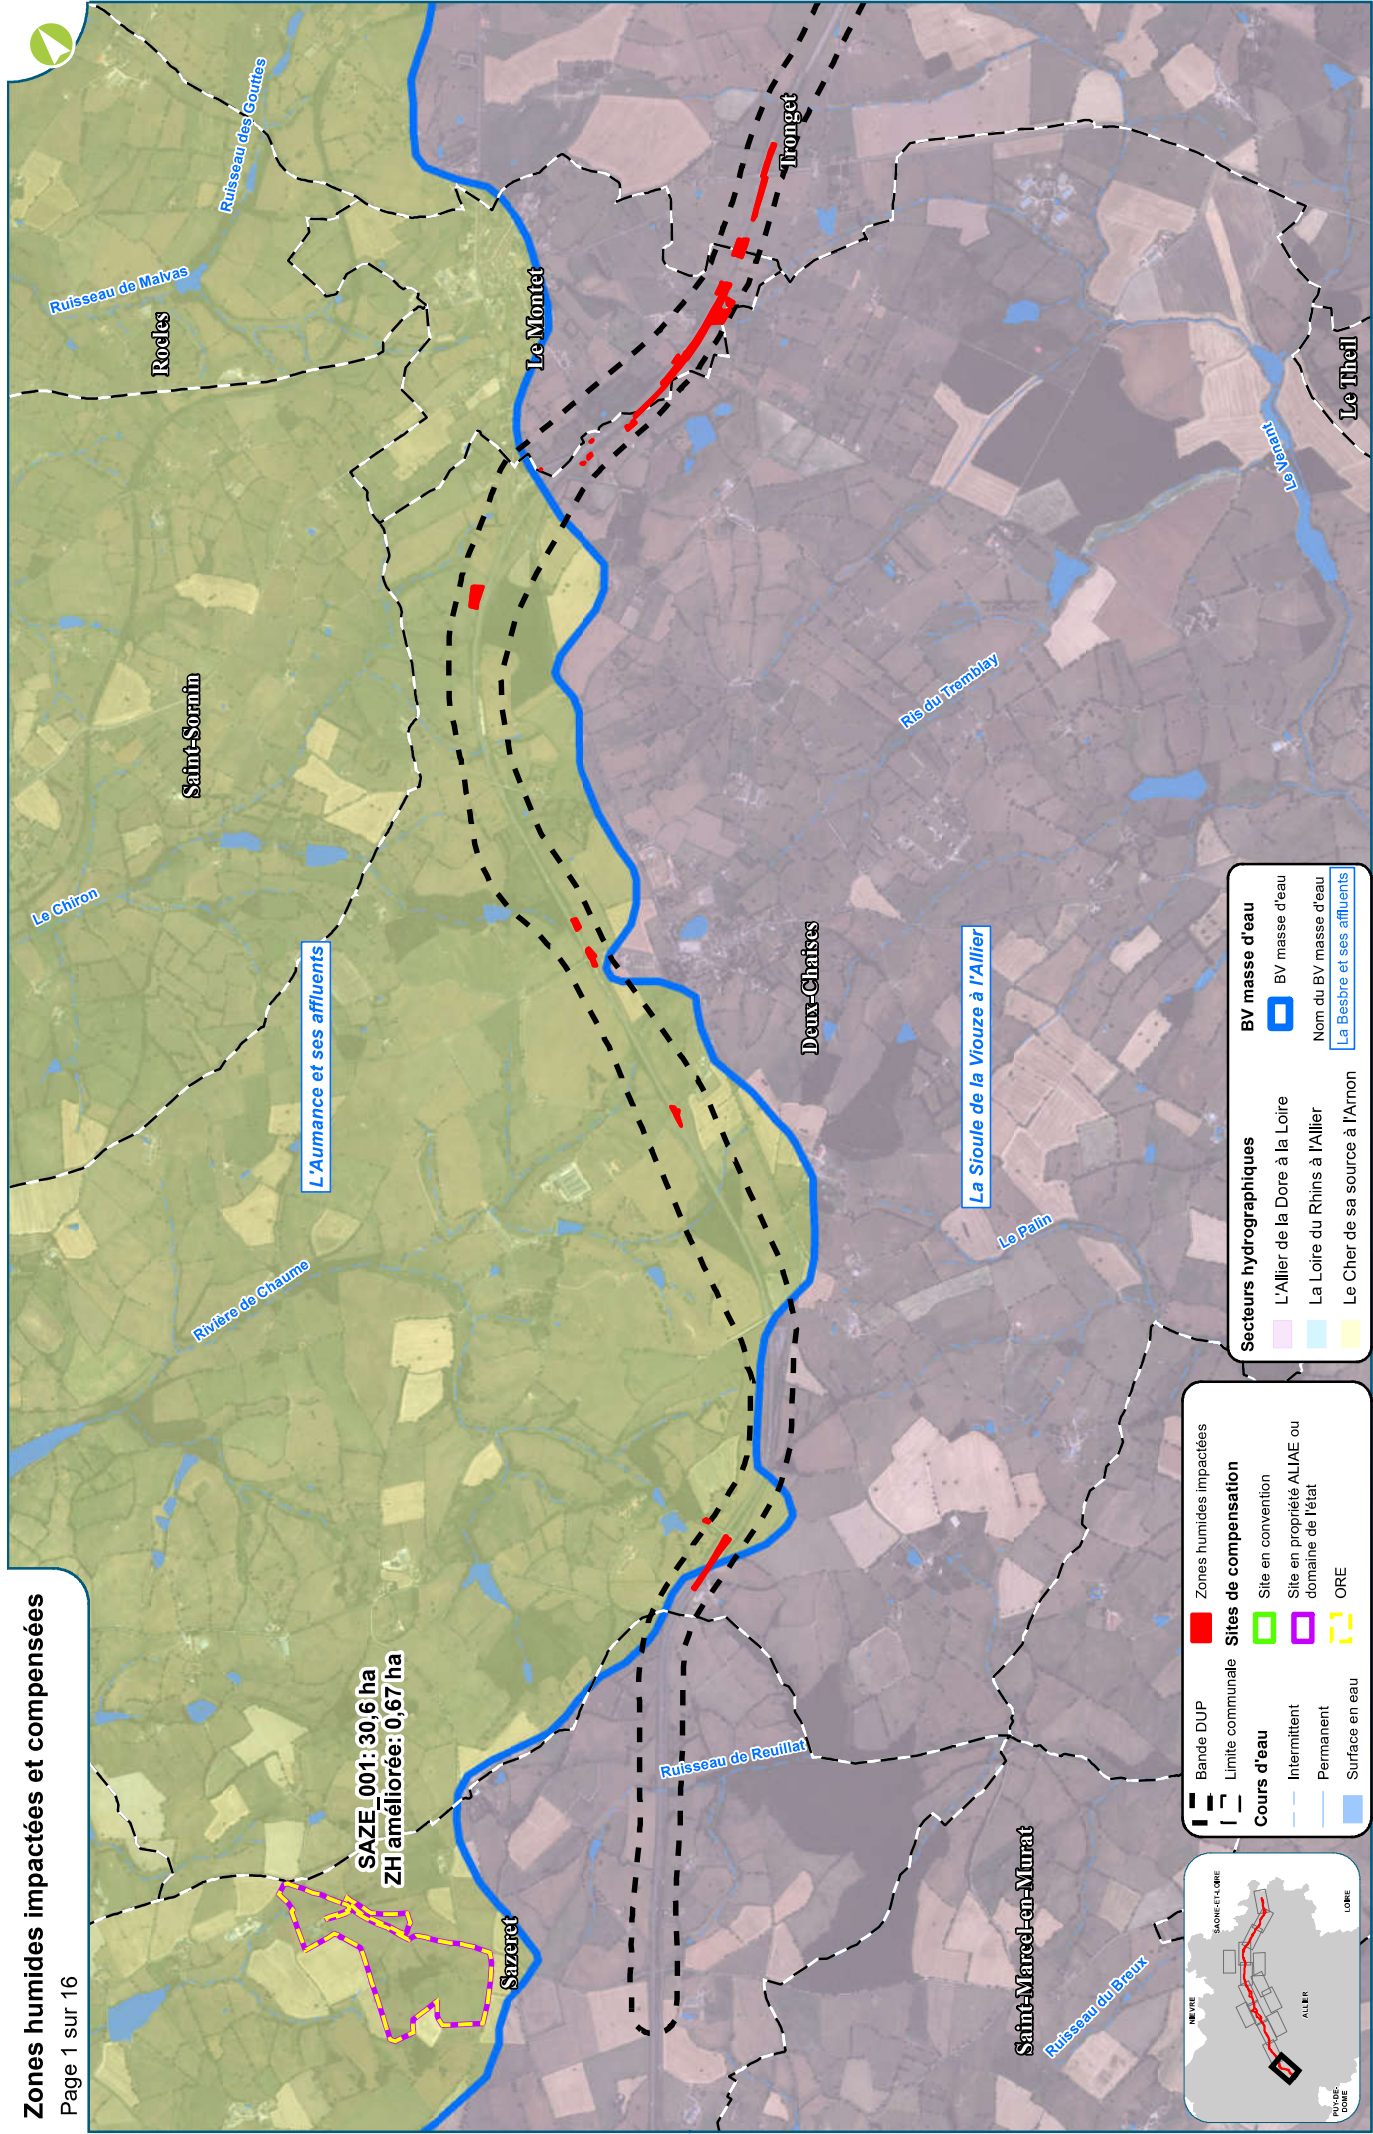 Zones humides impactées et compensées
Page 1 sur 16
Ruisseau des Gouttes
Ruisseau de Malvas
Rocles
Le Montet
Tronget
Le Theil
Le Venant
Saint-Sornin
Ris du Tremblay
Le Chiron
L'Aumance et ses affluents
Deux-Chaises
La Sioule de la Viouze à l'Allier
Le Palin
Rivière de Chaume
SAZE_001: 30,6 ha
ZH améliorée: 0,67 ha
Sazeret
Ruisseau de Reuillat
Saint-Marcel-en-Murat
Ruisseau du Breux
NIEVRE
SAONE-ET-LOIRE
ALLIER
LOIRE
PUY-DE-
DOME
Bande DUP
Limite communale
Cours d'eau
Intermittent
Permanent
Surface en eau
Zones humides impactées
Sites de compensation
Site en convention
Site en propriété ALIAE ou
domaine de l'état
ORE
Secteurs hydrographiques
L'Allier de la Dore à la Loire
La Loire du Rhins à l'Allier
Le Cher de sa source à l'Arnon
BV masse d'eau
BV masse d'eau
Nom du BV masse d'eau
La Besbre et ses affluents